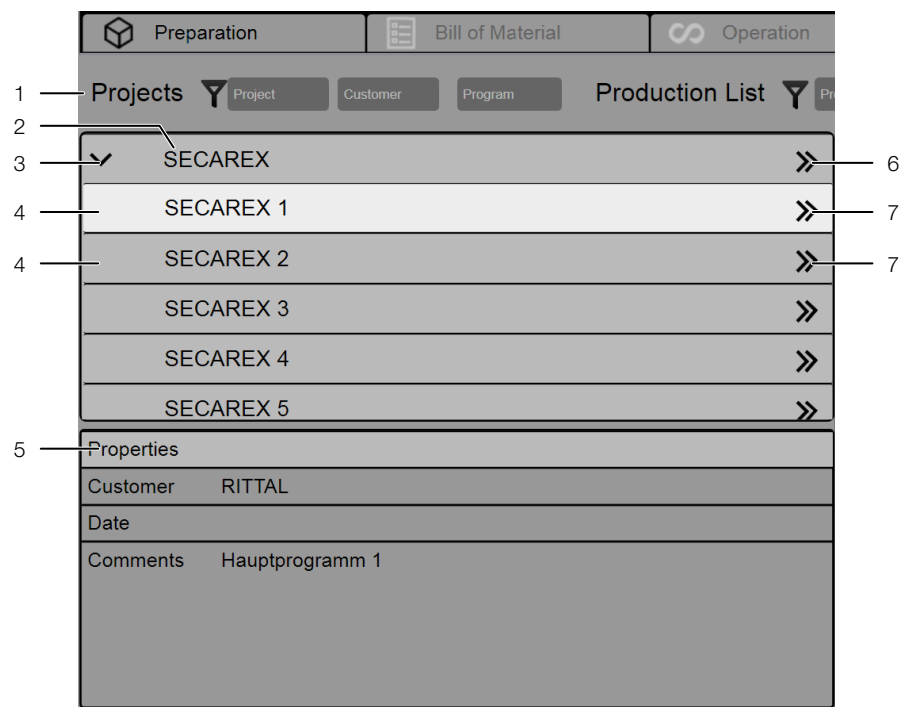 Preparation Bill of Material Operation
1 Projects Project Customer Program Production List Pr
2
3 SECAREX 6
4 SECAREX 1 7
4 SECAREX 2 7
SECAREX 3
SECAREX 4
SECAREX 5
5 Properties
Customer RITTAL
Date
Comments Hauptprogramm 1